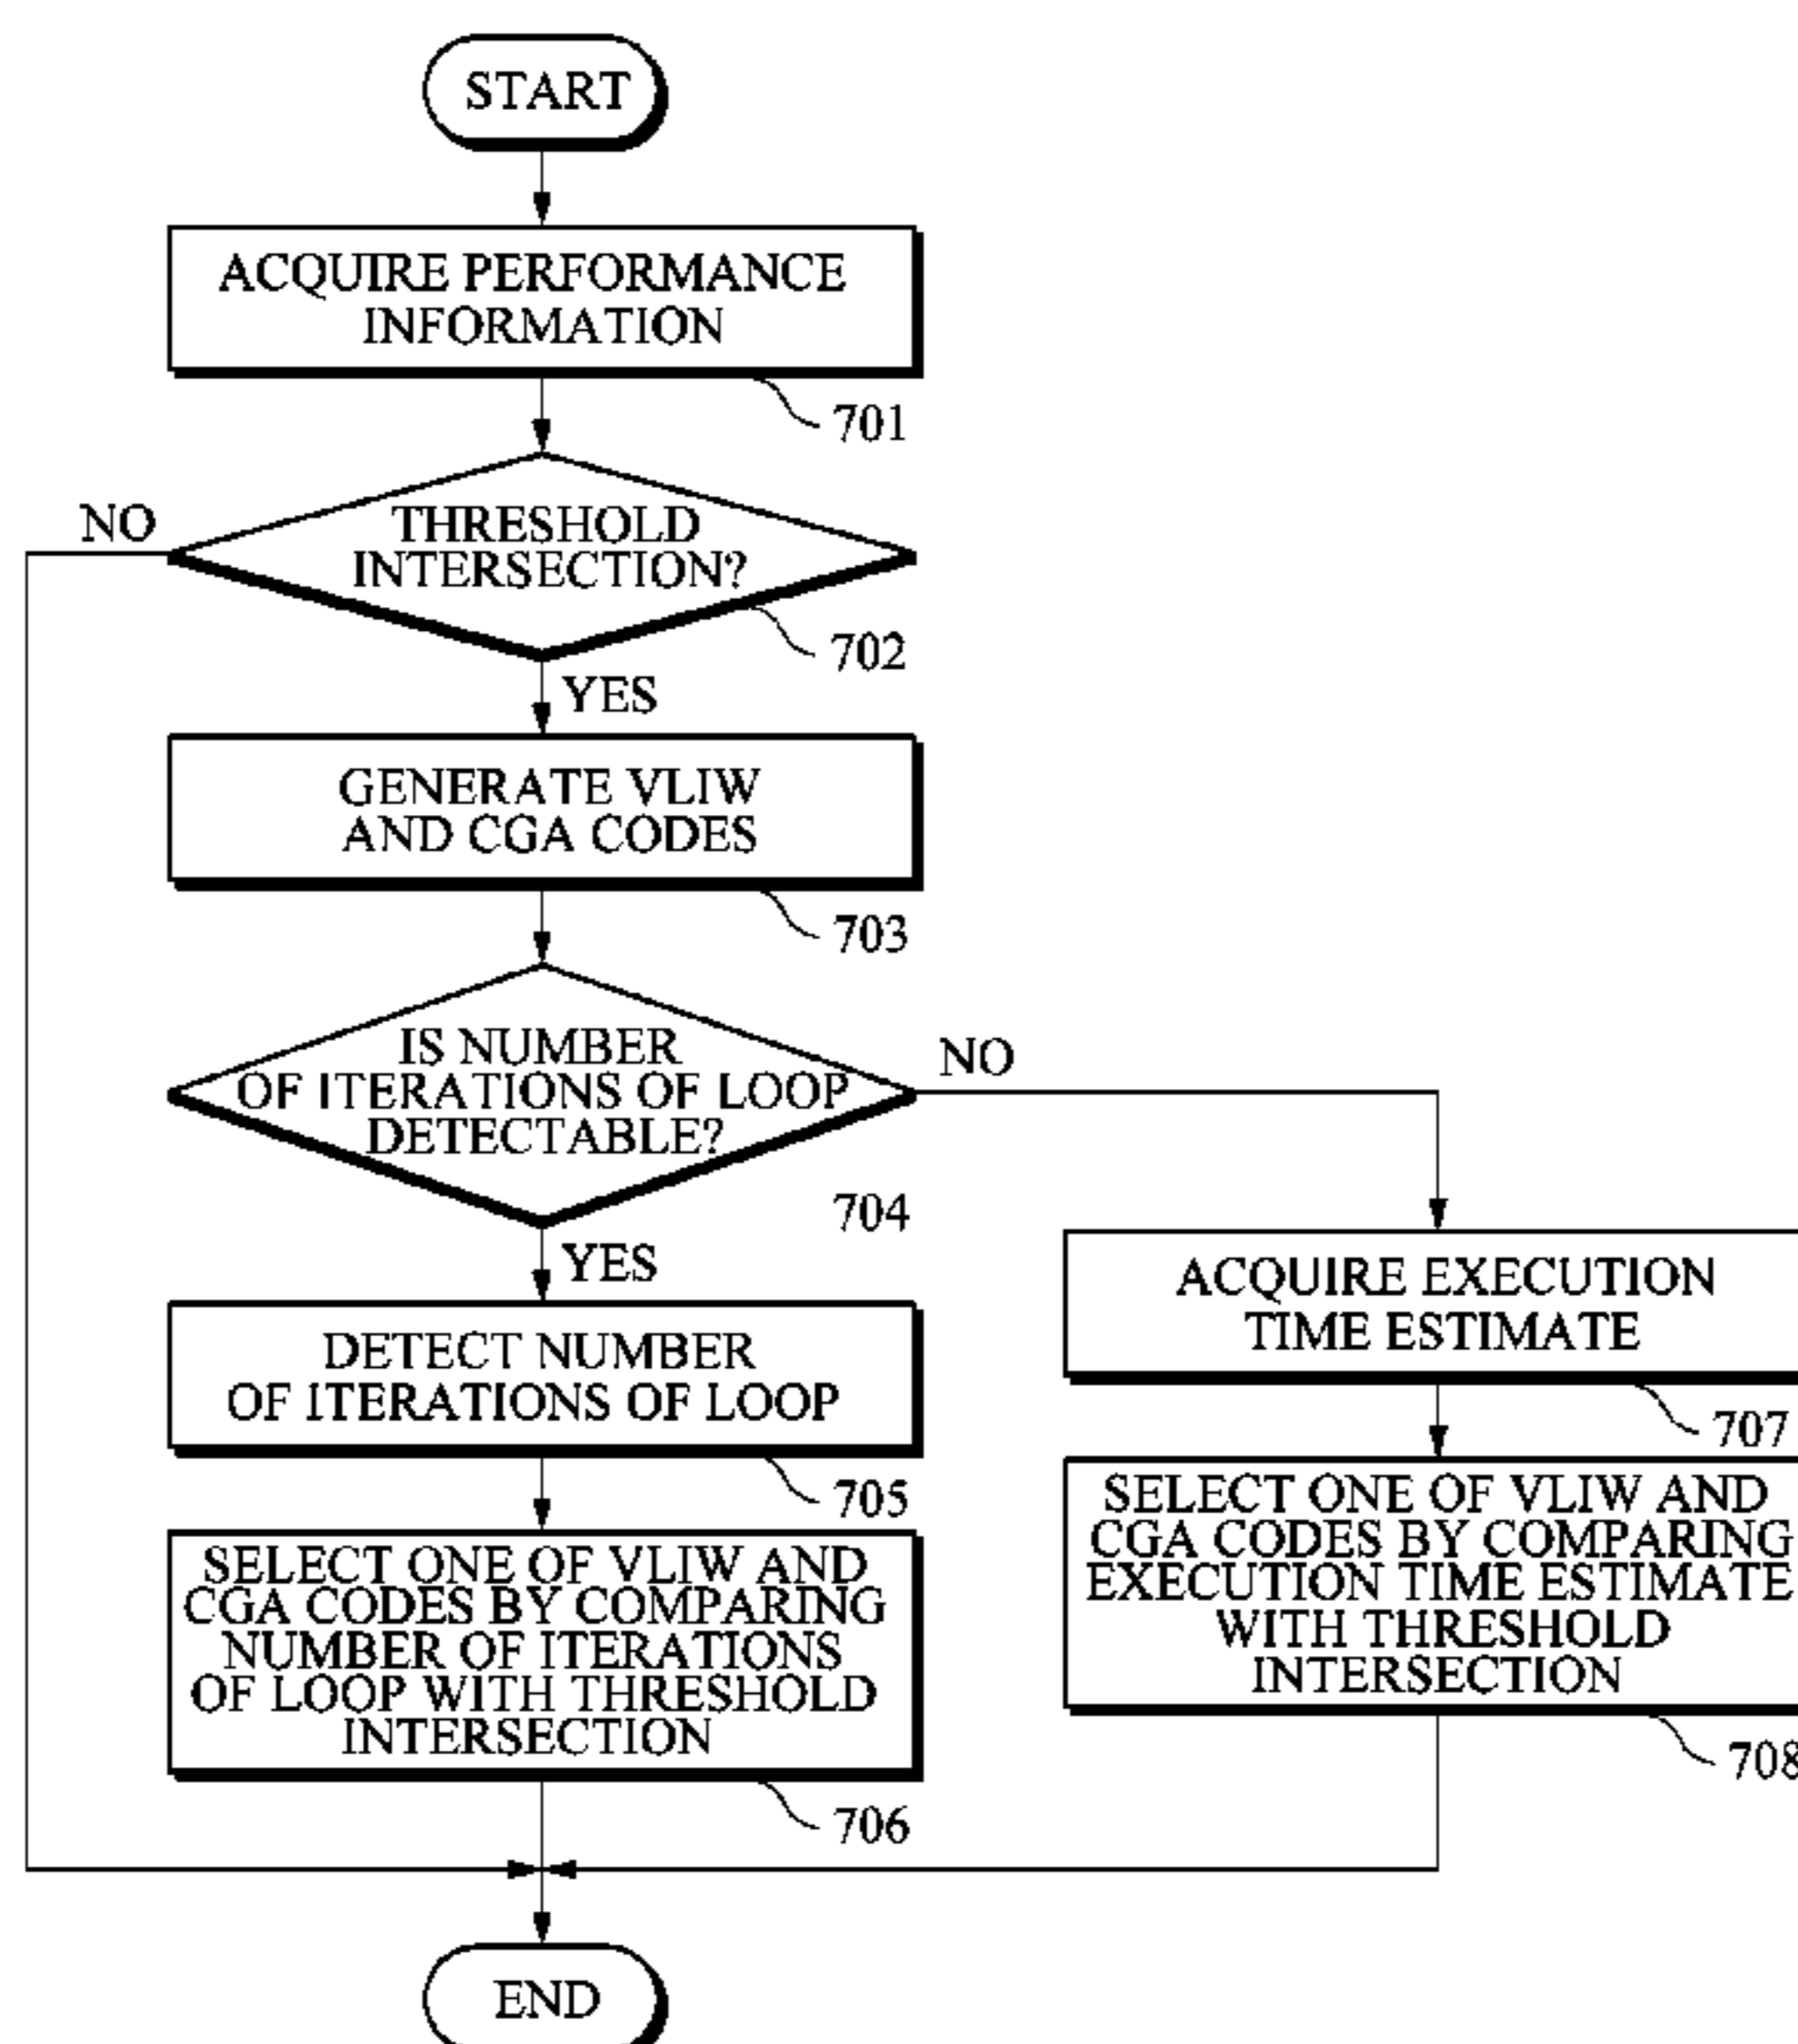 START
ACQUIRE PERFORMANCE
INFORMATION
701
NO
THRESHOLD
INTERSECTION?
702
YES
GENERATE VLIW
AND CGA CODES
703
IS NUMBER
OF ITERATIONS OF LOOP
DETECTABLE?
NO
704
YES
DETECT NUMBER
OF ITERATIONS OF LOOP
705
SELECT ONE OF VLIW AND
CGA CODES BY COMPARING
NUMBER OF ITERATIONS
OF LOOP WITH THRESHOLD
INTERSECTION
706
ACQUIRE EXECUTION
TIME ESTIMATE
707
SELECT ONE OF VLIW AND
CGA CODES BY COMPARING
EXECUTION TIME ESTIMATE
WITH THRESHOLD
INTERSECTION
708
END